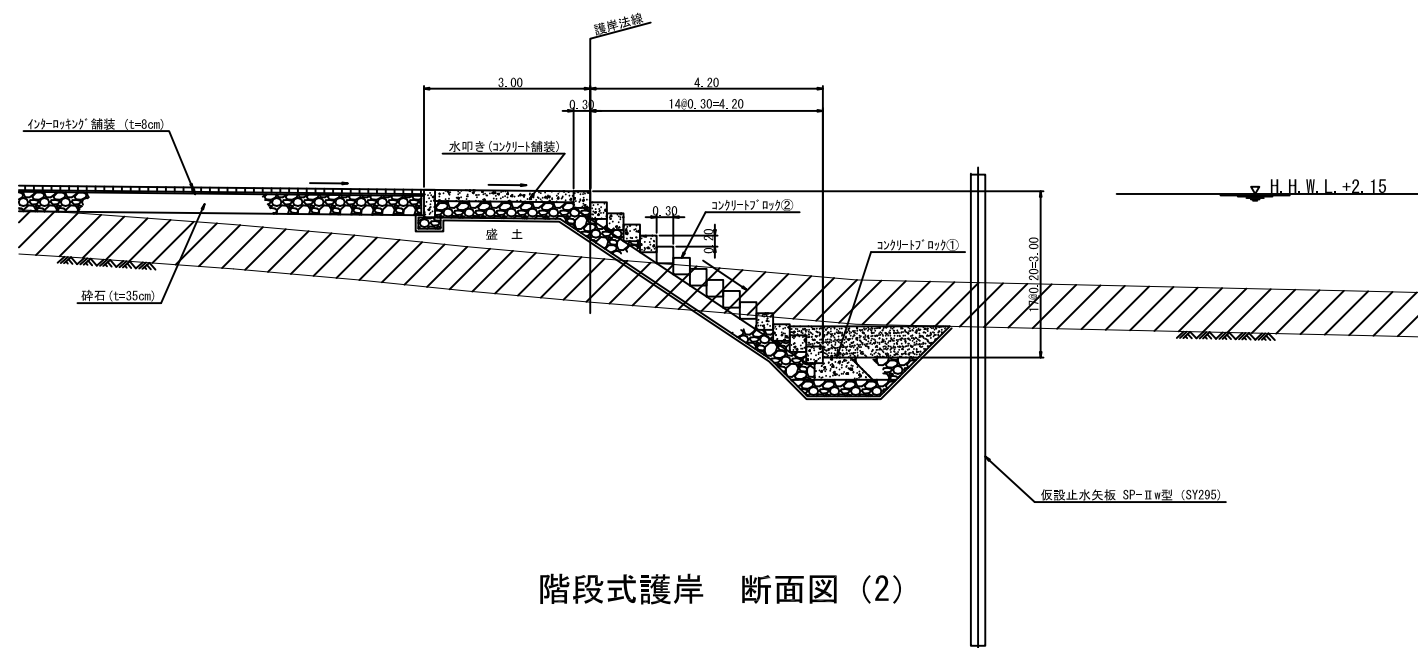 護岸法線
3.00
4.20
0.30
14@0.30=4.20
インターロッキング舗装 (t=8cm)
水叩き(コンクリート舗装)
H.H.W.L.+2.15
0.30
コンクリートブロック②
0.20
コンクリートブロック①
盛 土
17@0.20=3.00
砕石(t=35cm)
仮設止水矢板 SP-Ⅱw型 (SY295)
階段式護岸 断面図 (2)